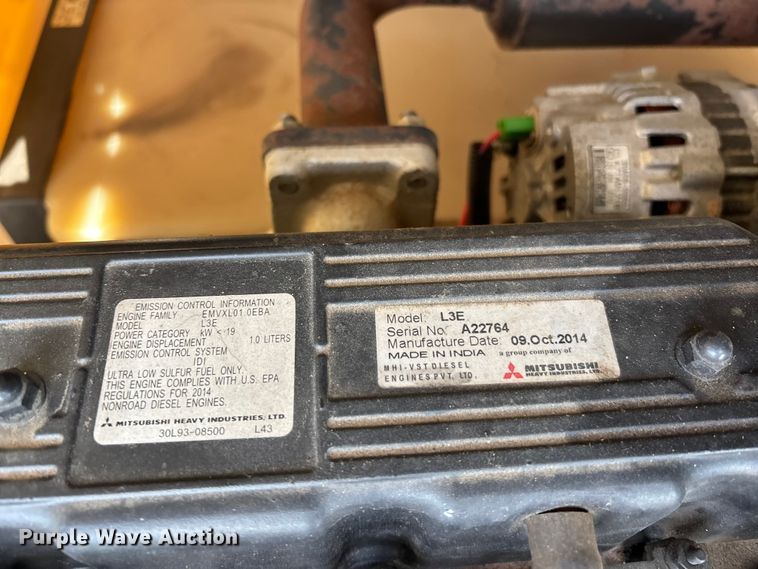 EMISSION CONTROL INFORMATION
ENGINE FAMILY EMVXL01.0EBA
MODEL L3E
POWER CATEGORY kW < 19
ENGINE DISPLACEMENT 1.0 LITERS
EMISSION CONTROL SYSTEM
IDI
ULTRA LOW SULFUR FUEL ONLY.
THIS ENGINE COMPLIES WITH U.S. EPA
REGULATIONS FOR 2014
NONROAD DIESEL ENGINES.
MITSUBISHI HEAVY INDUSTRIES, LTD.
30L93-08500 L43
Model: L3E
Serial No. A22764
Manufacture Date: 09.Oct.2014
MADE IN INDIA a group company of
MHI-VST DIESEL
ENGINES PVT. LTD.
MITSUBISHI
HEAVY INDUSTRIES, LTD.
Purple Wave Auction